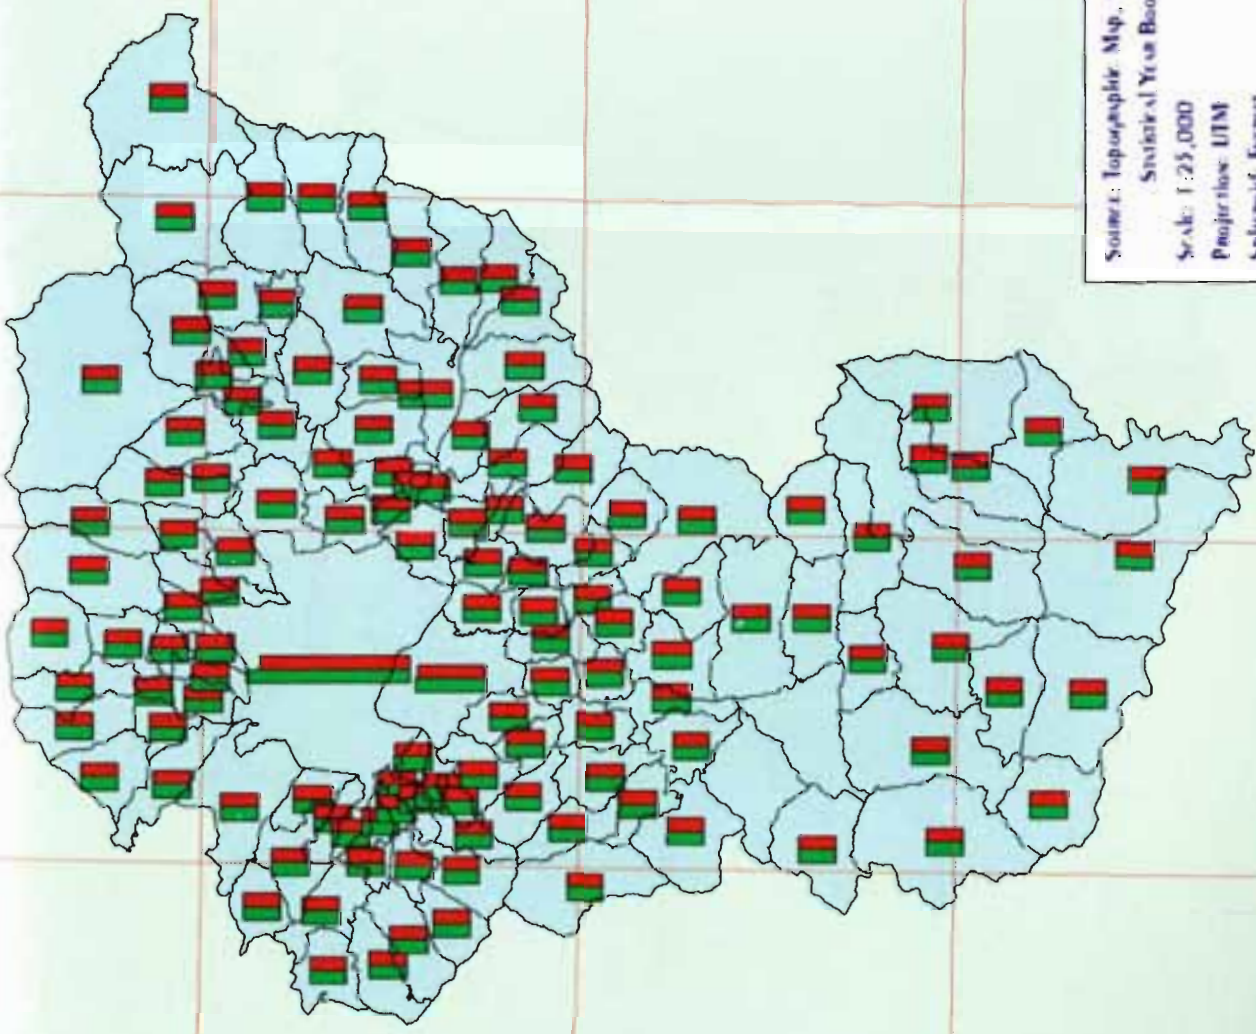 Source: Topographic Map,
Statistical Year Boo
Scale: 1:25,000
Projection: UTM